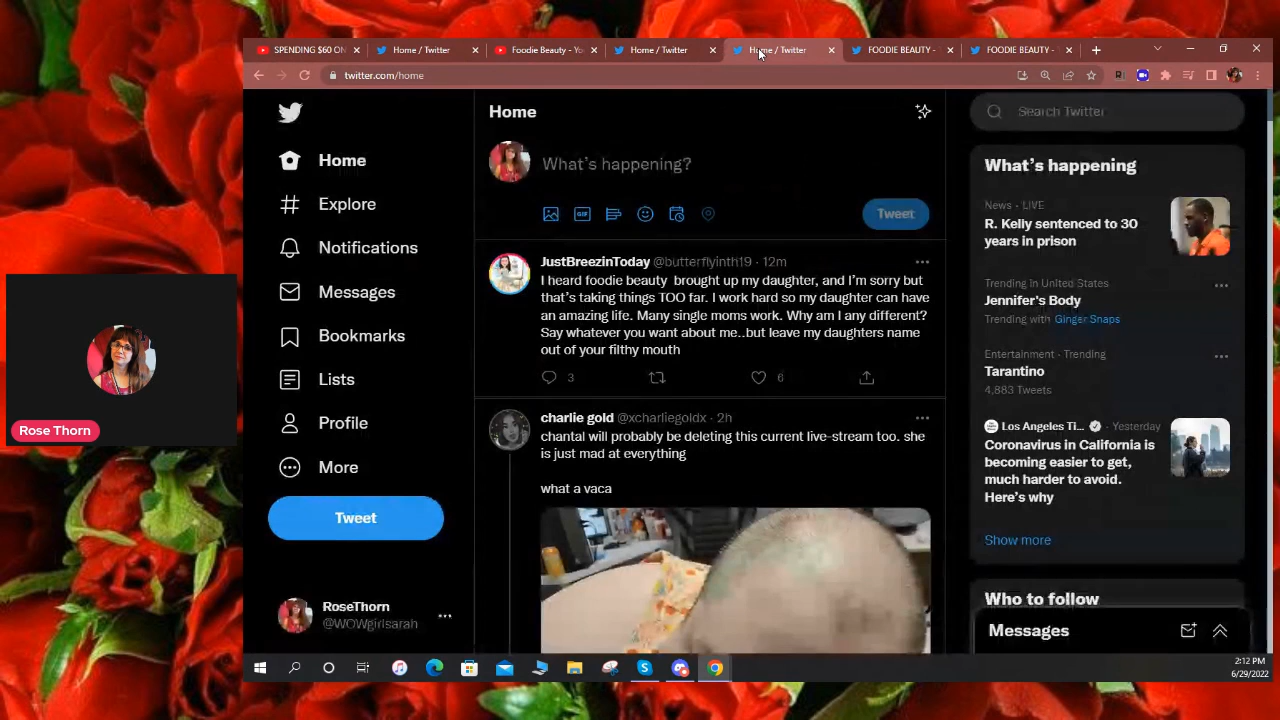 SPENDING $60 ON
Home / Twitter
Foodie Beauty - Yo
Home / Twitter
Home / Twitter
FOODIE BEAUTY -
FOODIE BEAUTY -
twitter.com/home
Home
What's happening?
GIF
Tweet
Home
Explore
Notifications
Messages
Bookmarks
Lists
Profile
More
Tweet
RoseThorn
@WOWgirlsarah
JustBreezinToday @butterflyinth19 · 12m
I heard foodie beauty brought up my daughter, and I'm sorry but
that's taking things TOO far. I work hard so my daughter can have
an amazing life. Many single moms work. Why am I any different?
Say whatever you want about me..but leave my daughters name
out of your filthy mouth
3
6
charlie gold @xcharliegoldx · 2h
chantal will probably be deleting this current live-stream too. she
is just mad at everything
what a vaca
Search Twitter
What's happening
News · LIVE
R. Kelly sentenced to 30
years in prison
Trending in United States
Jennifer's Body
Trending with Ginger Snaps
Entertainment · Trending
Tarantino
4,883 Tweets
Los Angeles Ti... · Yesterday
Coronavirus in California is
becoming easier to get,
much harder to avoid.
Here's why
Show more
Who to follow
Messages
Rose Thorn
2:12 PM
6/29/2022